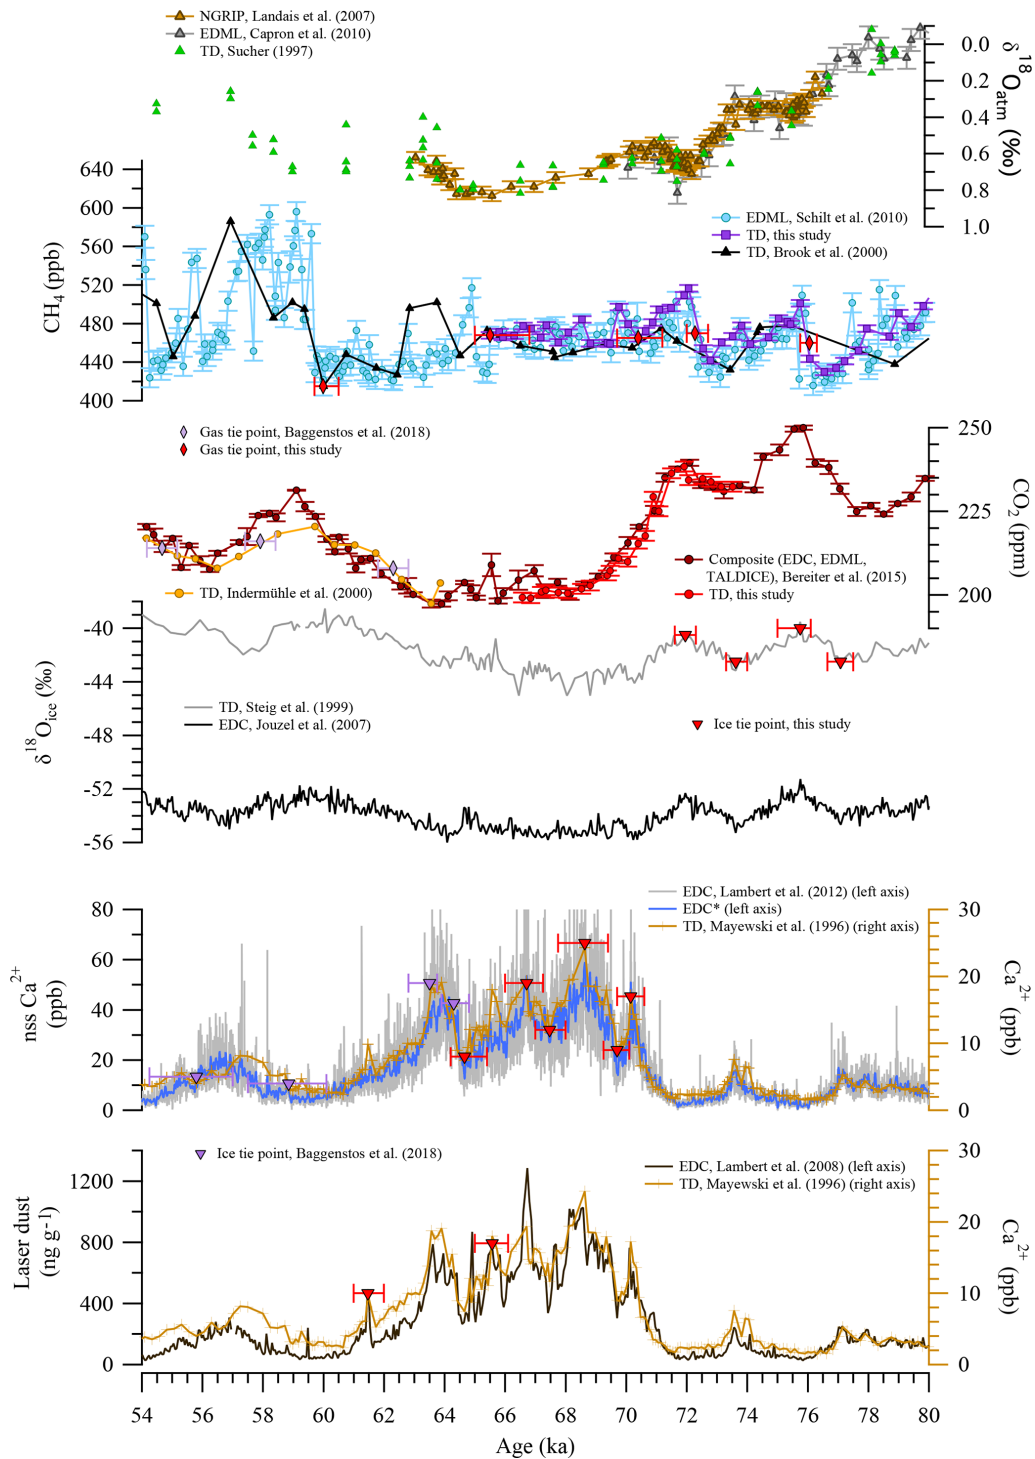 NGRIP, Landais et al. (2007)
EDML, Capron et al. (2010)
TD, Sucher (1997)
0.0
0.2
0.4
0.6
0.8
1.0
δ18Oatm (‰)
640
600
560
520
480
440
400
CH4 (ppb)
EDML, Schilt et al. (2010)
TD, this study
TD, Brook et al. (2000)
Gas tie point, Baggenstos et al. (2018)
Gas tie point, this study
250
225
200
CO2 (ppm)
Composite (EDC, EDML,
TALDICE), Bereiter et al. (2015)
TD, this study
TD, Indermühle et al. (2000)
-40
-44
-48
-52
-56
δ18Oice (‰)
TD, Steig et al. (1999)
EDC, Jouzel et al. (2007)
Ice tie point, this study
EDC, Lambert et al. (2012) (left axis)
EDC* (left axis)
TD, Mayewski et al. (1996) (right axis)
80
60
40
20
0
nss Ca2+
(ppb)
30
20
10
0
Ca2+ (ppb)
Ice tie point, Baggenstos et al. (2018)
EDC, Lambert et al. (2008) (left axis)
TD, Mayewski et al. (1996) (right axis)
1200
800
400
0
Laser dust
(ng g-1)
30
20
10
0
Ca2+ (ppb)
54 56 58 60 62 64 66 68 70 72 74 76 78 80
Age (ka)